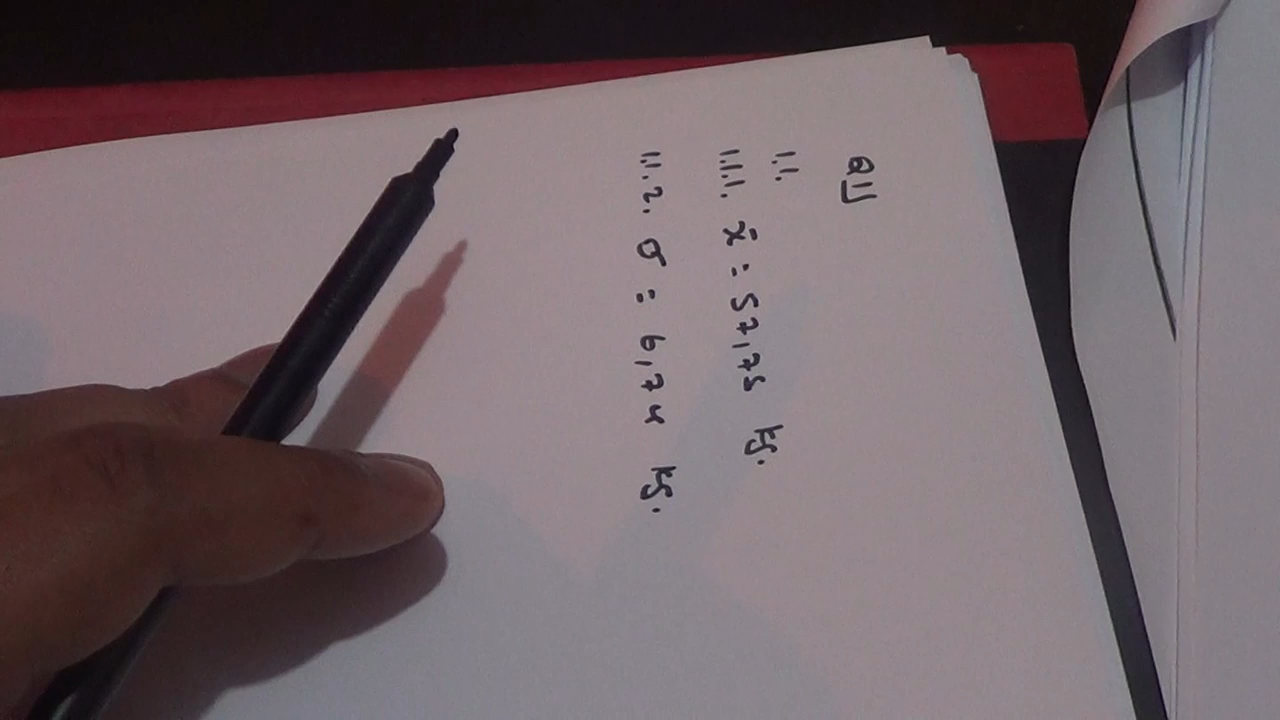 Q1)
1.1.
1.1.1. x̄ = 57,75 kg.
1.1.2. σ = 6,74 kg.